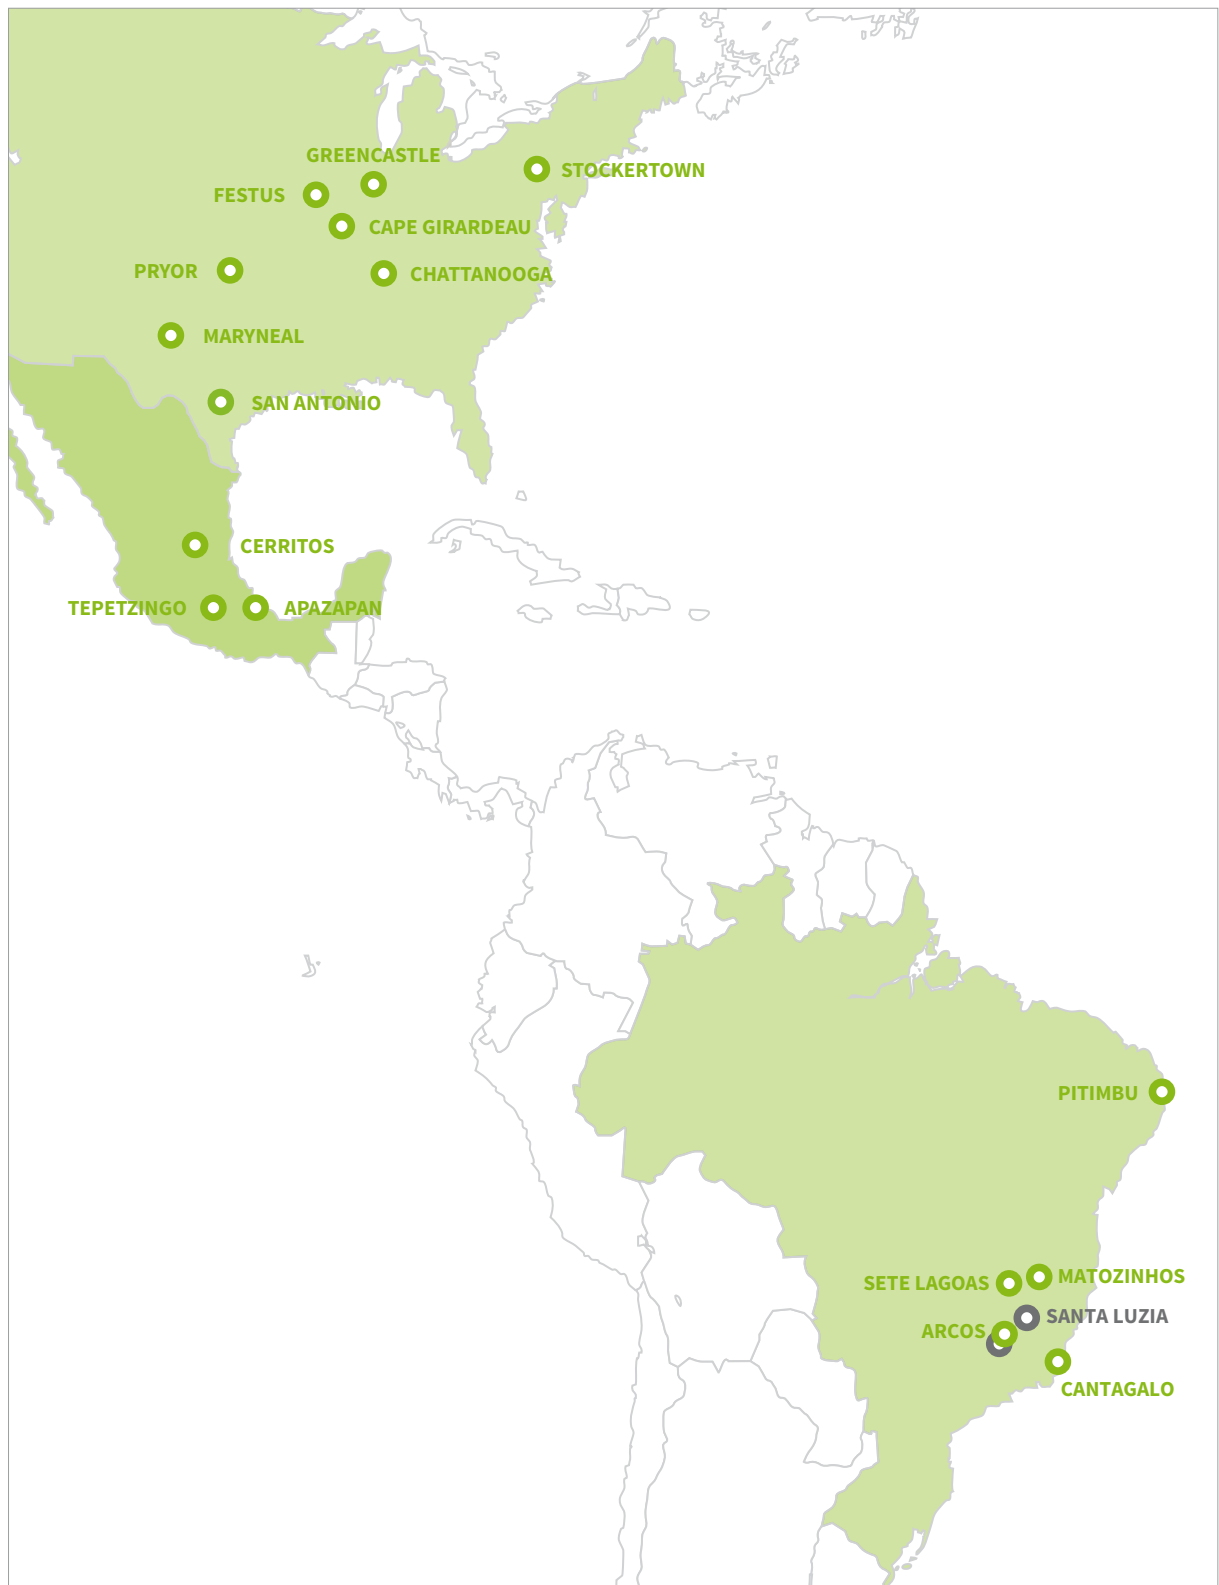 GREENCASTLE
STOCKERTOWN
FESTUS
CAPE GIRARDEAU
PRYOR
CHATTANOOGA
MARYNEAL
SAN ANTONIO
CERRITOS
TEPETZINGO
APAZAPAN
PITIMBU
MATOZINHOS
SETE LAGOAS
SANTA LUZIA
ARCOS
CANTAGALO